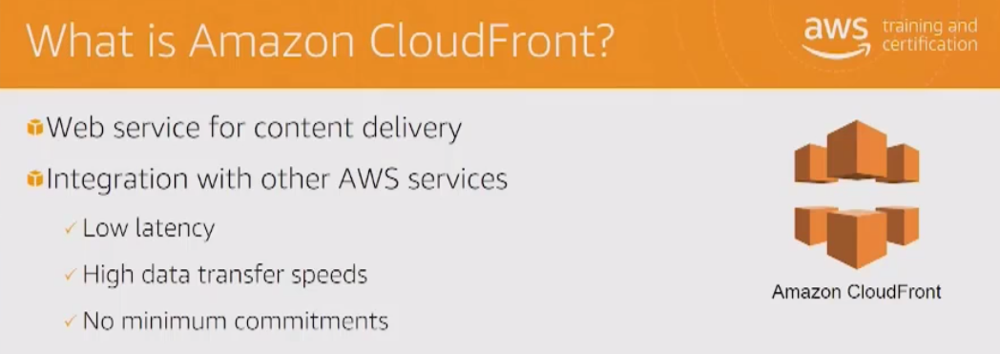 What is Amazon CloudFront?
aws training and
certification
Web service for content delivery
Integration with other AWS services
Low latency
High data transfer speeds
No minimum commitments
Amazon CloudFront